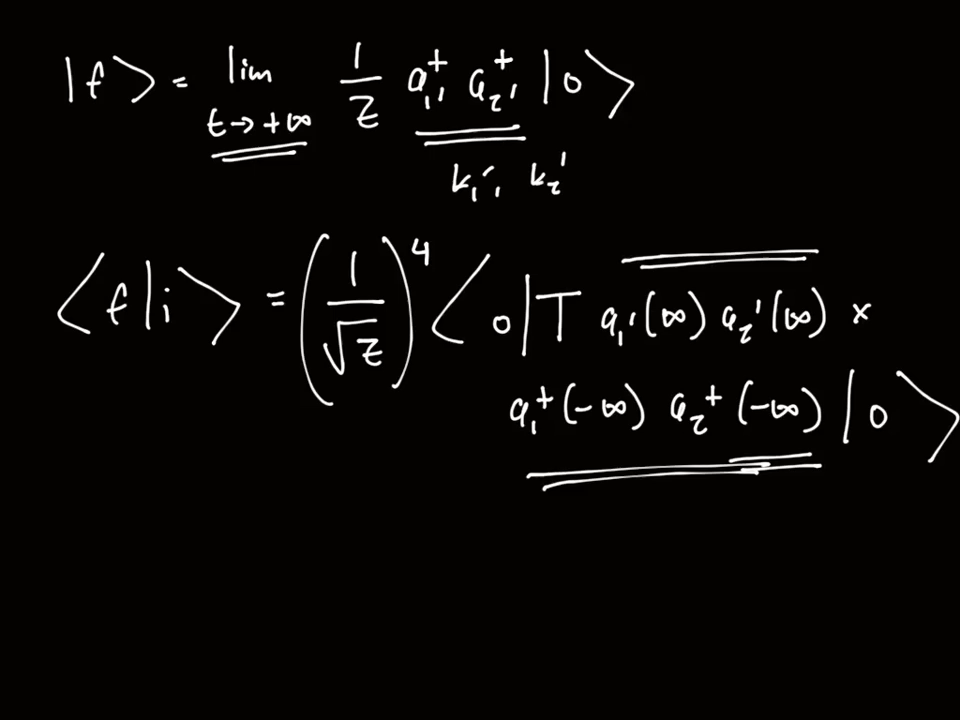 |f⟩ = lim 1/Z a₁'⁺ a₂'⁺ |0⟩
t→+∞
k₁', k₂'
⟨f|i⟩ = (1/√Z)⁴ ⟨0|T a₁'(∞) a₂'(∞) ×
a₁⁺(-∞) a₂⁺(-∞) |0⟩